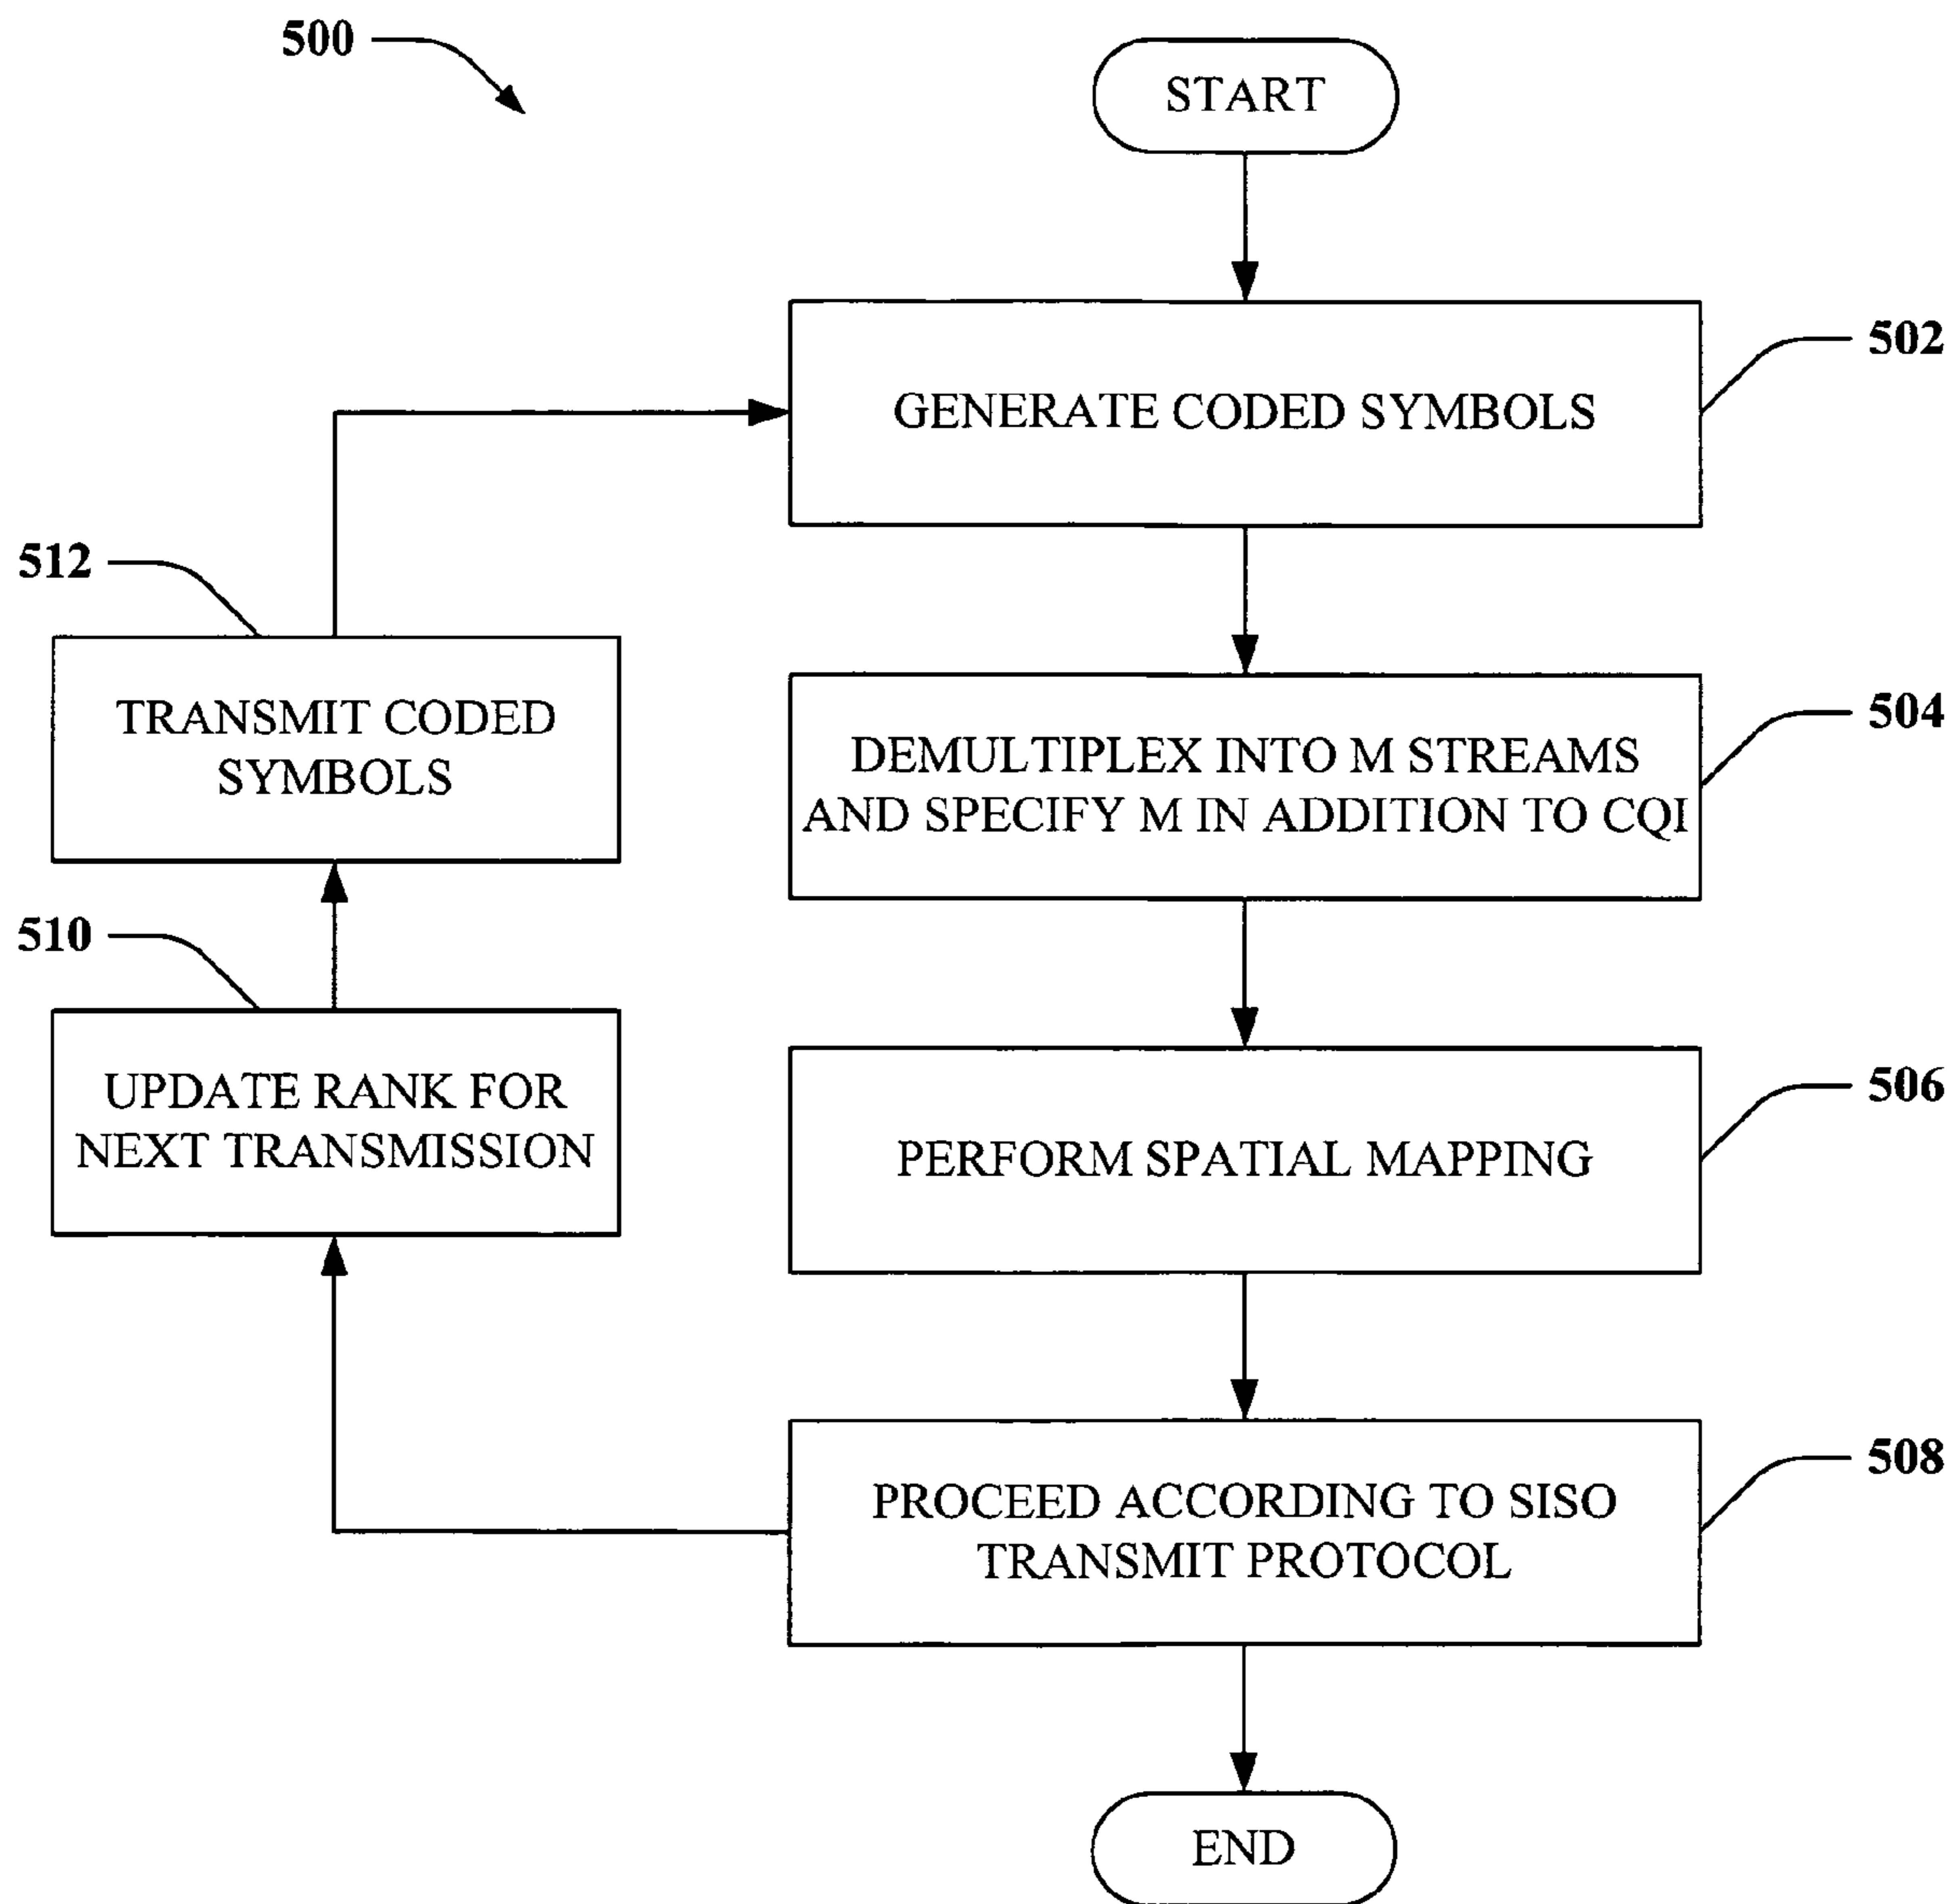 500
START
502
GENERATE CODED SYMBOLS
512
TRANSMIT CODED
SYMBOLS
504
DEMULTIPLEX INTO M STREAMS
AND SPECIFY M IN ADDITION TO CQI
510
UPDATE RANK FOR
NEXT TRANSMISSION
506
PERFORM SPATIAL MAPPING
508
PROCEED ACCORDING TO SISO
TRANSMIT PROTOCOL
END